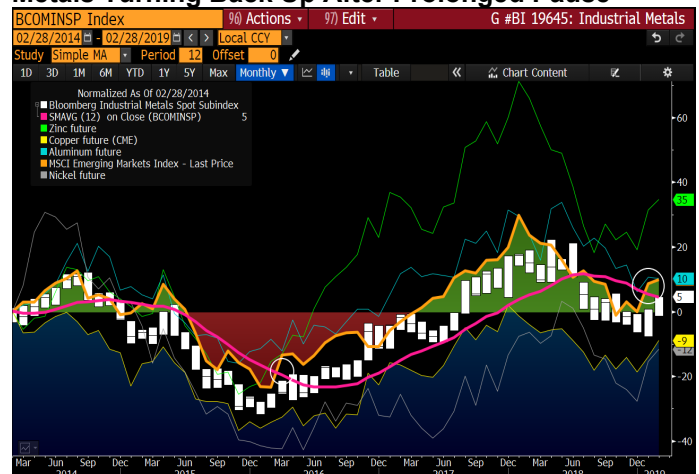 Metals Turning Back Up After Prolonged Pause
BCOMINSP Index 96) Actions 97) Edit G #BI 19645: Industrial Metals
02/28/2014 - 02/28/2019 < > Local CCY
Study Simple MA Period 12 Offset 0
1D 3D 1M 6M YTD 1Y 5Y Max Monthly ▼ Table « Chart Content
Normalized As Of 02/28/2014
Bloomberg Industrial Metals Spot Subindex
SMAVG (12) on Close (BCOMINSP) 5
Zinc future
Copper future (CME)
Aluminum future
MSCI Emerging Markets Index - Last Price
Nickel future
60
40
35
20
10
5
0
-9
-12
-20
-40
Mar Jun Sep Dec Mar Jun Sep Dec Mar Jun Sep Dec Mar Jun Sep Dec Mar Jun Sep Dec
2014 2015 2016 2017 2018 2019